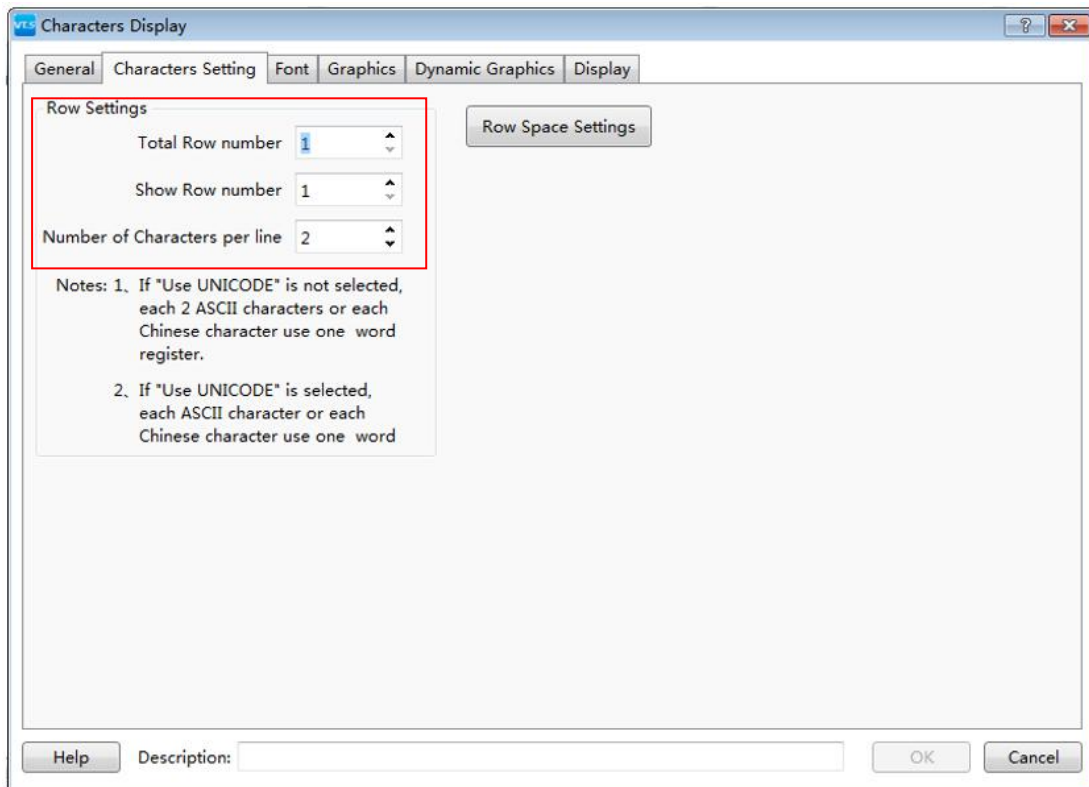 VT.S Characters Display
General Characters Setting Font Graphics Dynamic Graphics Display
Row Settings
Total Row number 1
Row Space Settings
Show Row number 1
Number of Characters per line 2
Notes: 1、If "Use UNICODE" is not selected,
each 2 ASCII characters or each
Chinese character use one word
register.
2、If "Use UNICODE" is selected,
each ASCII character or each
Chinese character use one word
Help Description: OK Cancel